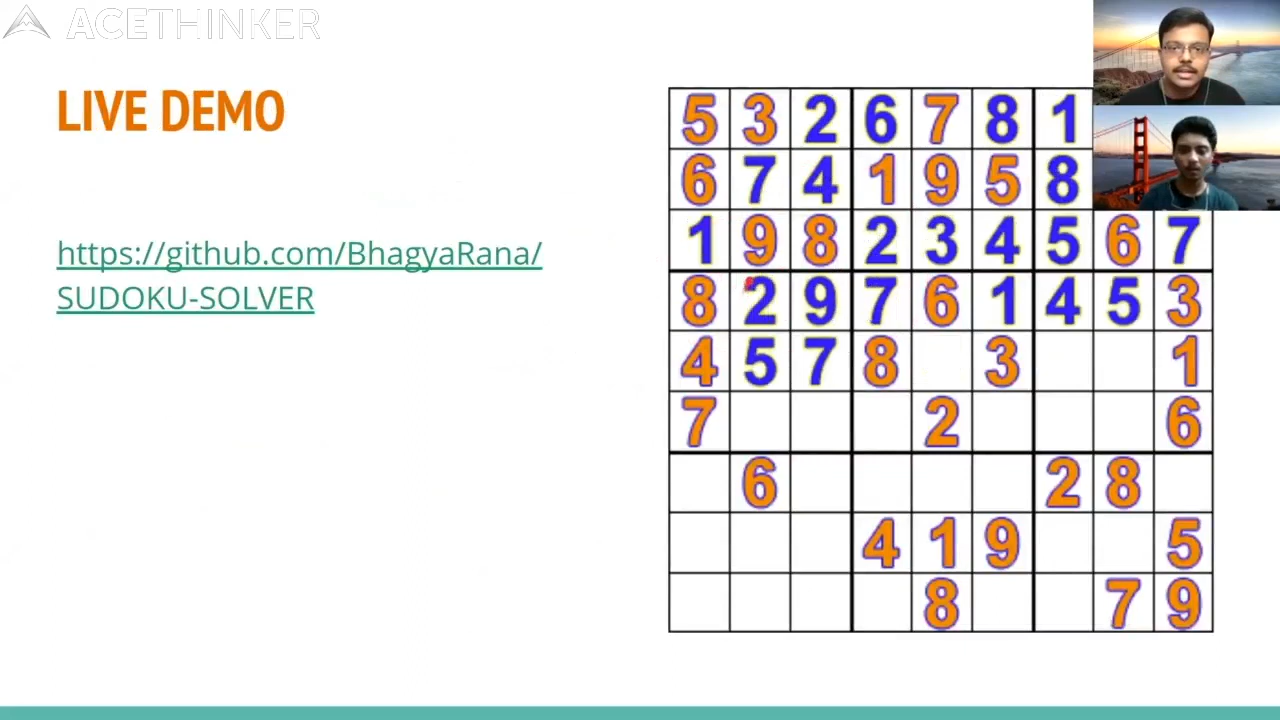 ACETHINKER
LIVE DEMO
https://github.com/BhagyaRana/
SUDOKU-SOLVER
5 3 2 6 7 8 1
6 7 4 1 9 5 8
1 9 8 2 3 4 5 6 7
8 2 9 7 6 1 4 5 3
4 5 7 8 3 1
7 2 6
6 2 8
4 1 9 5
8 7 9